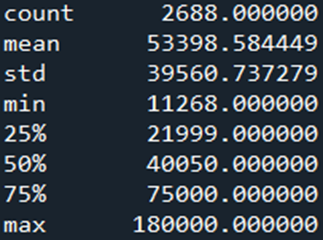 count 2688.000000
mean 53398.584449
std 39560.737279
min 11268.000000
25% 21999.000000
50% 40050.000000
75% 75000.000000
max 180000.000000